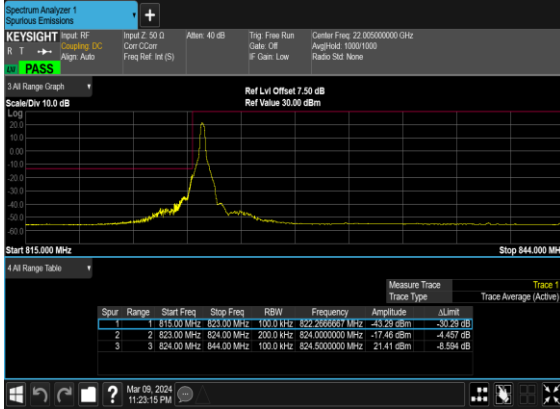 Spectrum Analyzer 1
Spurious Emissions
+
KEYSIGHT Input: RF Input Z: 50 Ω Atten: 40 dB Trig: Free Run Center Freq: 22.005000000 GHz
R T Coupling: DC Corr CCorr Gate: Off Avg|Hold: 1000/1000
Align: Auto Freq Ref: Int (S) IF Gain: Low Radio Std: None
PASS
3 All Range Graph
Ref Lvl Offset 7.50 dB
Scale/Div 10.0 dB Ref Value 30.00 dBm
Log
20.0
10.0
0.00
-10.0
-20.0
-30.0
-40.0
-50.0
-60.0
Start 815.000 MHz Stop 844.000 MH
4 All Range Table
Measure Trace Trace 1
Trace Type Trace Average (Active)
Spur Range Start Freq Stop Freq RBW Frequency Amplitude ΔLimit
1 1 815.00 MHz 823.00 MHz 100.0 kHz 822.2666667 MHz -43.29 dBm -30.29 dB
2 2 823.00 MHz 824.00 MHz 200.0 kHz 824.0000000 MHz -17.46 dBm -4.457 dB
3 3 824.00 MHz 844.00 MHz 100.0 kHz 824.5000000 MHz 21.41 dBm -8.594 dB
?
Mar 09, 2024
11:23:15 PM